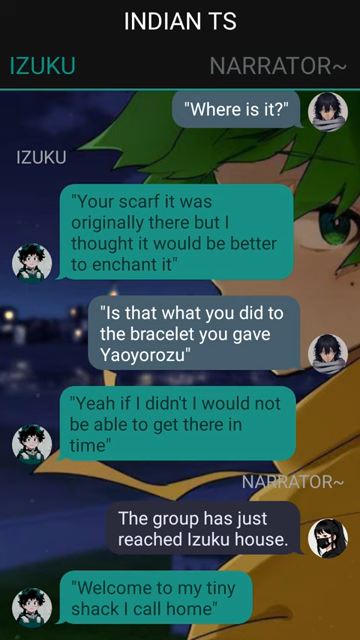 INDIAN TS
IZUKU NARRATOR~
"Where is it?"
IZUKU
"Your scarf it was
originally there but I
thought it would be better
to enchant it"
"Is that what you did to
the bracelet you gave
Yaoyorozu"
"Yeah if I didn't I would not
be able to get there in
time"
NARRATOR~
The group has just
reached Izuku house.
"Welcome to my tiny
shack I call home"